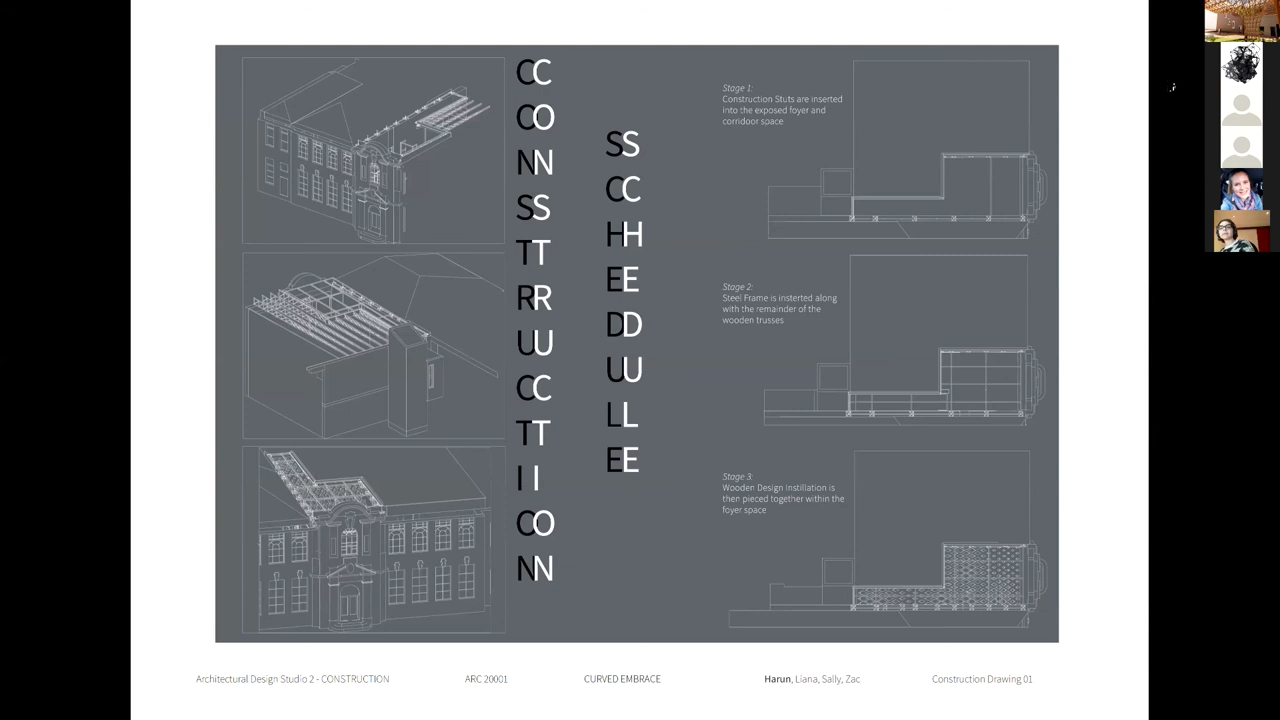 CONSTRUCTION
SCHEDULE
Stage 1:
Construction Stuts are inserted
into the exposed foyer and
corridoor space
Stage 2:
Steel Frame is insterted along
with the remainder of the
wooden trusses
Stage 3:
Wooden Design Instillation is
then pieced together within the
foyer space
Architectural Design Studio 2 - CONSTRUCTION
ARC 20001
CURVED EMBRACE
Harun, Liana, Sally, Zac
Construction Drawing 01